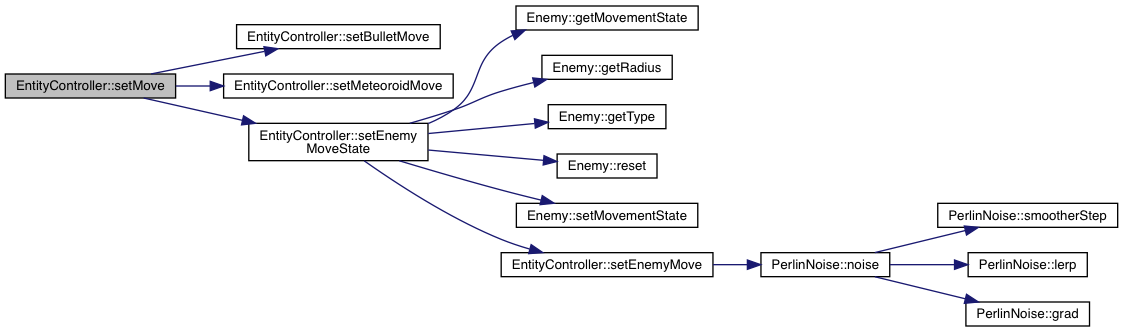 Enemy::getMovementState
EntityController::setBulletMove
Enemy::getRadius
EntityController::setMove
EntityController::setMeteoroidMove
Enemy::getType
EntityController::setEnemy
MoveState
Enemy::reset
Enemy::setMovementState
PerlinNoise::smootherStep
EntityController::setEnemyMove
PerlinNoise::noise
PerlinNoise::lerp
PerlinNoise::grad